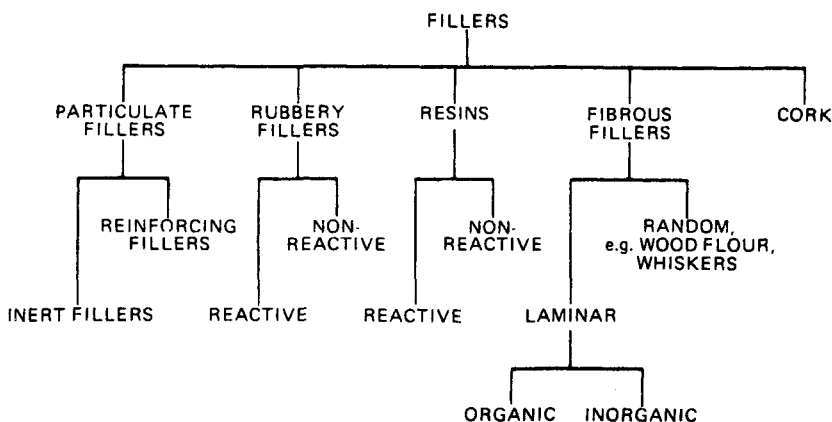 FILLERS
PARTICULATE
FILLERS
RUBBERY
FILLERS
RESINS
FIBROUS
FILLERS
CORK
REINFORCING
FILLERS
NON-
REACTIVE
NON-
REACTIVE
RANDOM,
e.g. WOOD FLOUR,
WHISKERS
INERT FILLERS
REACTIVE
REACTIVE
LAMINAR
ORGANIC
INORGANIC